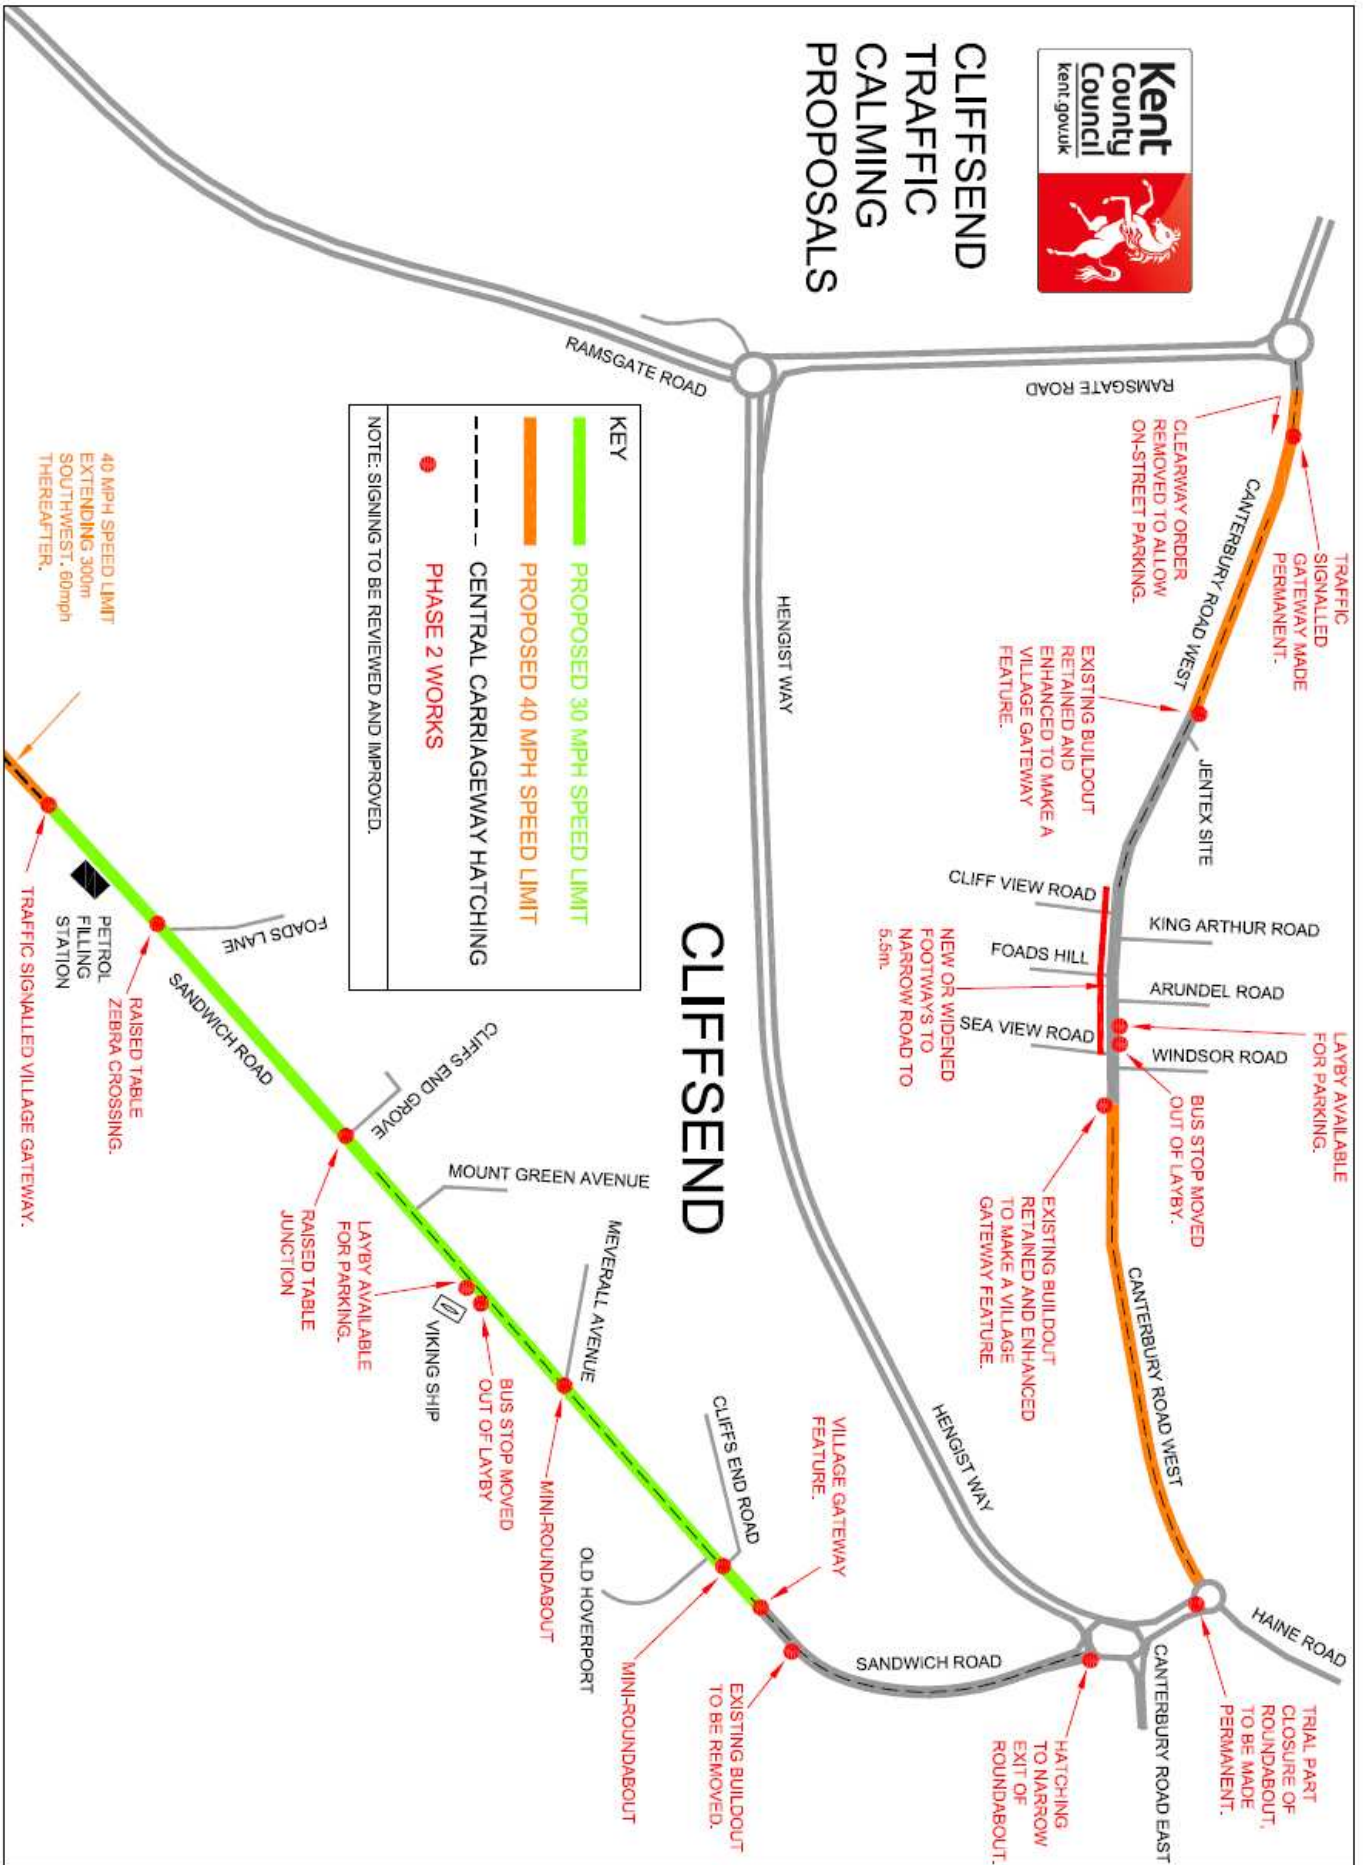 Kent
County
Council
kent.gov.uk
CLIFFSEND
TRAFFIC
CALMING
PROPOSALS
RAMSGATE ROAD
CLEARWAY ORDER
REMOVED TO ALLOW
ON-STREET PARKING.
TRAFFIC
SIGNALLED
GATEWAY MADE
PERMANENT.
CANTERBURY ROAD WEST
EXISTING BUILDOUT
RETAINED AND
ENHANCED TO MAKE A
VILLAGE GATEWAY
FEATURE.
JENTEX SITE
CLIFF VIEW ROAD
KING ARTHUR ROAD
FOADS HILL
ARUNDEL ROAD
SEA VIEW ROAD
WINDSOR ROAD
NEW OR WIDENED
FOOTWAYS TO
NARROW ROAD TO
5.5m.
LAYBY AVAILABLE
FOR PARKING.
BUS STOP MOVED
OUT OF LAYBY.
EXISTING BUILDOUT
RETAINED AND ENHANCED
TO MAKE A VILLAGE
GATEWAY FEATURE.
CANTERBURY ROAD WEST
HAINE ROAD
TRIAL PART
CLOSURE OF
ROUNDABOUT,
TO BE MADE
PERMANENT.
CANTERBURY ROAD EAST
HATCHING
TO NARROW
EXIT OF
ROUNDABOUT.
RAMSGATE ROAD
HENGIST WAY
HENGIST WAY
SANDWICH ROAD
CLIFFSEND
KEY
PROPOSED 30 MPH SPEED LIMIT
PROPOSED 40 MPH SPEED LIMIT
CENTRAL CARRIAGEWAY HATCHING
PHASE 2 WORKS
NOTE: SIGNING TO BE REVIEWED AND IMPROVED.
VILLAGE GATEWAY
FEATURE.
EXISTING BUILDOUT
TO BE REMOVED.
CLIFFS END ROAD
MINI-ROUNDABOUT
OLD HOVERPORT
MEVERALL AVENUE
MINI-ROUNDABOUT
MOUNT GREEN AVENUE
BUS STOP MOVED
OUT OF LAYBY
VIKING SHIP
LAYBY AVAILABLE
FOR PARKING.
CLIFFS END GROVE
RAISED TABLE
JUNCTION
SANDWICH ROAD
FOADS LANE
RAISED TABLE
ZEBRA CROSSING.
PETROL
FILLING
STATION
TRAFFIC SIGNALLED VILLAGE GATEWAY.
40 MPH SPEED LIMIT
EXTENDING 300m
SOUTHWEST. 60mph
THEREAFTER.